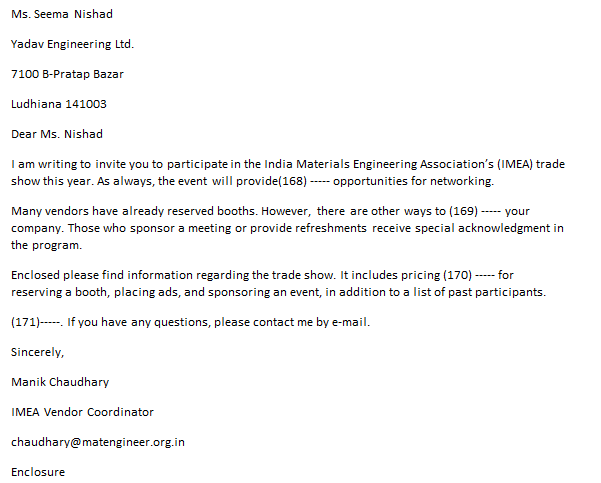 Ms. Seema Nishad
Yadav Engineering Ltd.
7100 B-Pratap Bazar
Ludhiana 141003
Dear Ms. Nishad
I am writing to invite you to participate in the India Materials Engineering Association's (IMEA) trade
show this year. As always, the event will provide(168) ----- opportunities for networking.
Many vendors have already reserved booths. However, there are other ways to (169) ----- your
company. Those who sponsor a meeting or provide refreshments receive special acknowledgment in
the program.
Enclosed please find information regarding the trade show. It includes pricing (170) ----- for
reserving a booth, placing ads, and sponsoring an event, in addition to a list of past participants.
(171)-----. If you have any questions, please contact me by e-mail.
Sincerely,
Manik Chaudhary
IMEA Vendor Coordinator
chaudhary@matengineer.org.in
Enclosure